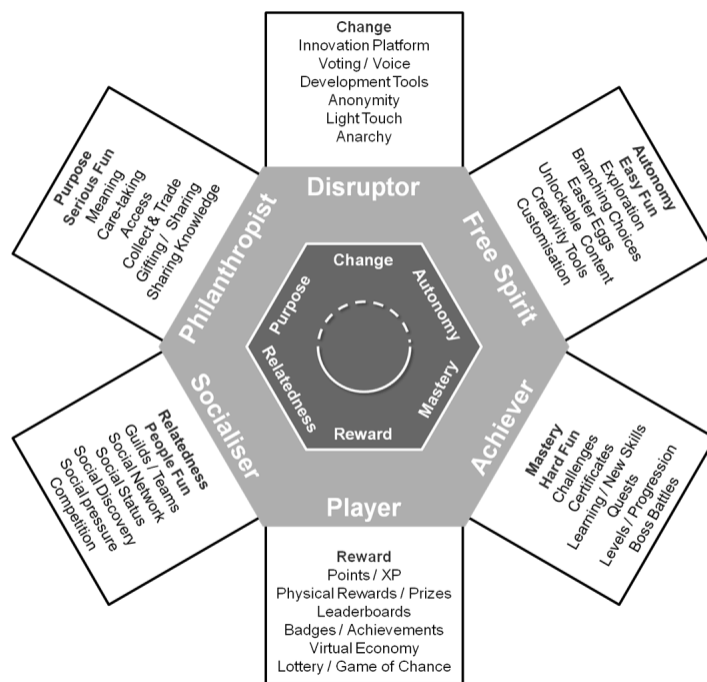 Change
Innovation Platform
Voting / Voice
Development Tools
Anonymity
Light Touch
Anarchy
Purpose
Serious Fun
Meaning
Care-taking
Access
Collect & Trade
Gifting / Sharing
Sharing Knowledge
Autonomy
Easy Fun
Exploration
Branching Choices
Easter Eggs
Unlockable Content
Creativity Tools
Customisation
Disruptor
Philanthropist
Free Spirit
Change
Purpose
Autonomy
Relatedness
Mastery
Reward
Socialiser
Achiever
Player
Relatedness
People Fun
Guilds / Teams
Social Network
Social Status
Social Discovery
Social pressure
Competition
Mastery
Hard Fun
Challenges
Certificates
Learning / New Skills
Quests
Levels / Progression
Boss Battles
Reward
Points / XP
Physical Rewards / Prizes
Leaderboards
Badges / Achievements
Virtual Economy
Lottery / Game of Chance